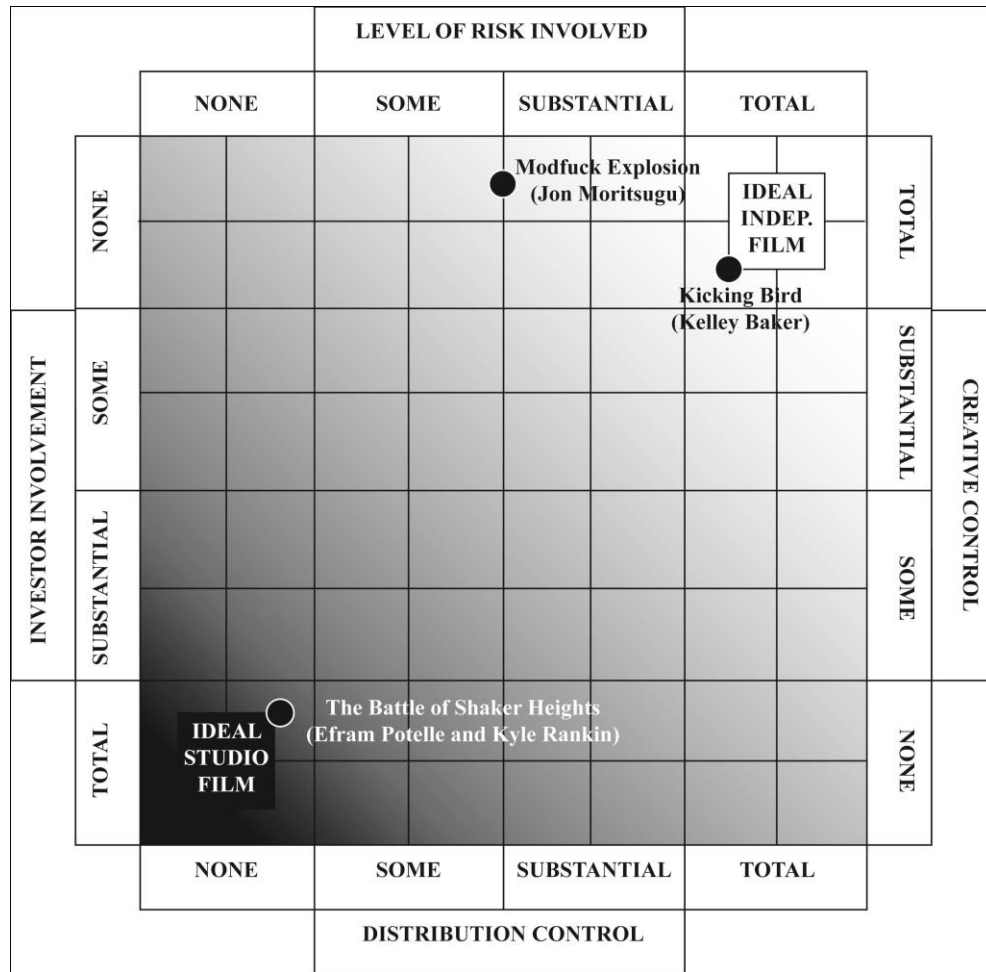 LEVEL OF RISK INVOLVED
NONE
SOME
SUBSTANTIAL
TOTAL
Modfuck Explosion
(Jon Moritsugu)
IDEAL
INDEP.
FILM
Kicking Bird
(Kelley Baker)
INVESTOR INVOLVEMENT
NONE
SOME
SUBSTANTIAL
TOTAL
TOTAL
SUBSTANTIAL
SOME
NONE
CREATIVE CONTROL
The Battle of Shaker Heights
(Efram Potelle and Kyle Rankin)
IDEAL
STUDIO
FILM
NONE
SOME
SUBSTANTIAL
TOTAL
DISTRIBUTION CONTROL